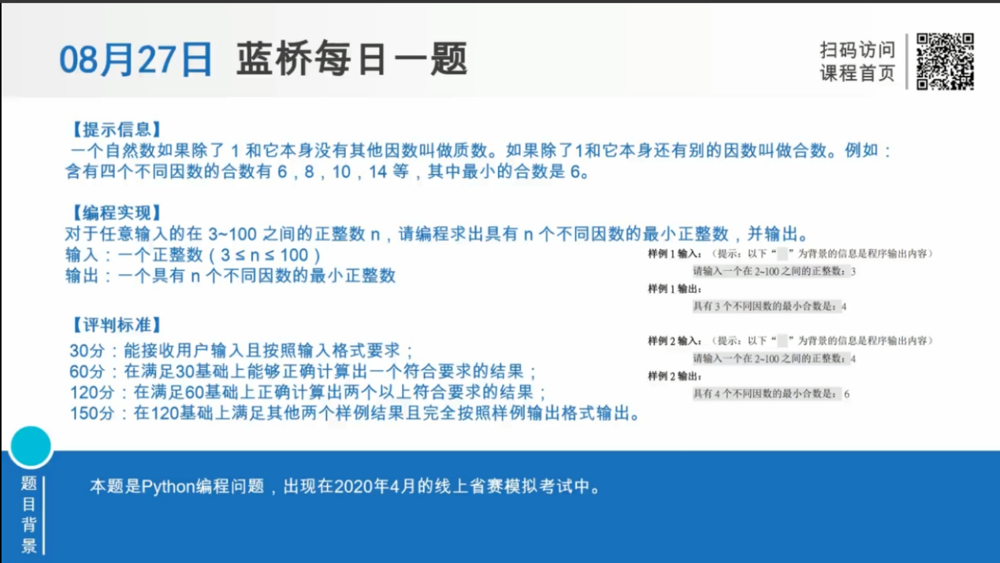 08月27日 蓝桥每日一题
扫码访问
课程首页
【提示信息】
一个自然数如果除了 1 和它本身没有其他因数叫做质数。如果除了1和它本身还有别的因数叫做合数。例如：
含有四个不同因数的合数有 6，8，10，14 等，其中最小的合数是 6。
【编程实现】
对于任意输入的在 3~100 之间的正整数 n，请编程求出具有 n 个不同因数的最小正整数，并输出。
输入：一个正整数（3 ≤ n ≤ 100）
输出：一个具有 n 个不同因数的最小正整数
样例 1 输入：（提示：以下“ ”为背景的信息是程序输出内容）
请输入一个在 2~100 之间的正整数：3
样例 1 输出：
具有 3 个不同因数的最小合数是：4
样例 2 输入：（提示：以下“ ”为背景的信息是程序输出内容）
请输入一个在 2~100 之间的正整数：4
样例 2 输出：
具有 4 个不同因数的最小合数是：6
【评判标准】
30分：能接收用户输入且按照输入格式要求；
60分：在满足30基础上能够正确计算出一个符合要求的结果；
120分：在满足60基础上正确计算出两个以上符合要求的结果；
150分：在120基础上满足其他两个样例结果且完全按照样例输出格式输出。
题目背景
本题是Python编程问题，出现在2020年4月的线上省赛模拟考试中。